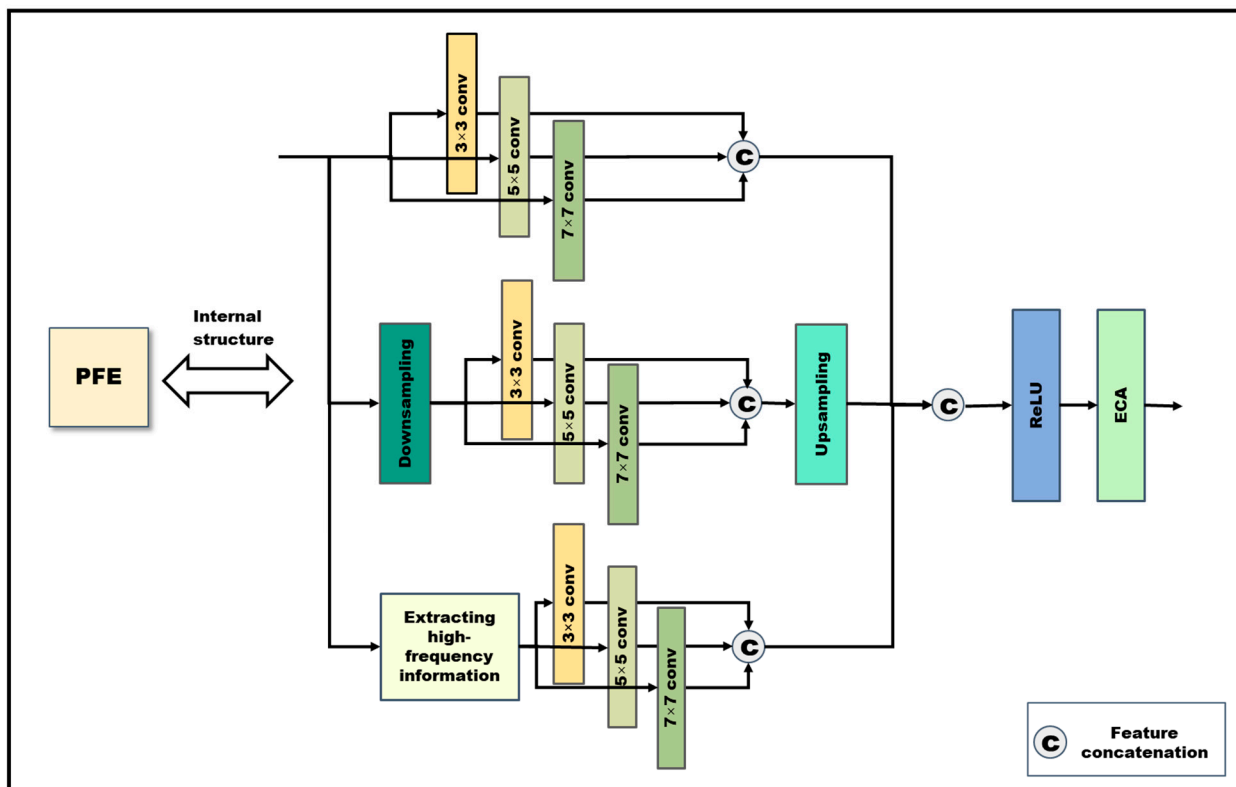 3×3 conv
5×5 conv
7×7 conv
C
PFE
Internal
structure
Downsampling
3×3 conv
5×5 conv
7×7 conv
C
Upsampling
C
ReLU
ECA
Extracting
high-
frequency
information
3×3 conv
5×5 conv
7×7 conv
C
C
Feature
concatenation